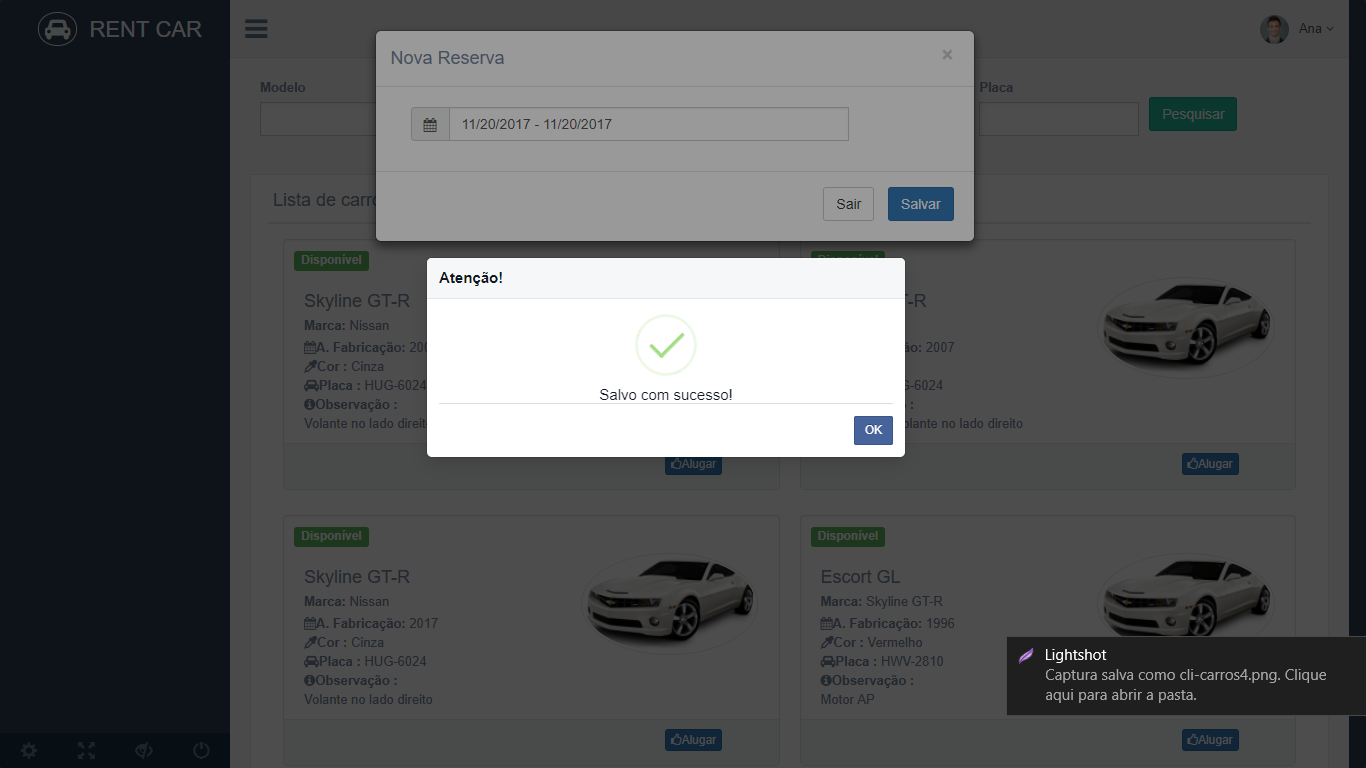 RENT CAR
Ana
Nova Reserva
×
11/20/2017 - 11/20/2017
Sair
Salvar
Modelo
Placa
Pesquisar
Lista de carro
Atenção!
Salvo com sucesso!
OK
Disponível
Skyline GT-R
Marca: Nissan
A. Fabricação: 200
Cor : Cinza
Placa : HUG-6024
Observação :
Volante no lado direito
Alugar
Disponível
T-R
ão: 2007
G-6024
:
olante no lado direito
Alugar
Disponível
Skyline GT-R
Marca: Nissan
A. Fabricação: 2017
Cor : Cinza
Placa : HUG-6024
Observação :
Volante no lado direito
Alugar
Disponível
Escort GL
Marca: Skyline GT-R
A. Fabricação: 1996
Cor : Vermelho
Placa : HWV-2810
Observação :
Motor AP
Alugar
Lightshot
Captura salva como cli-carros4.png. Clique
aqui para abrir a pasta.